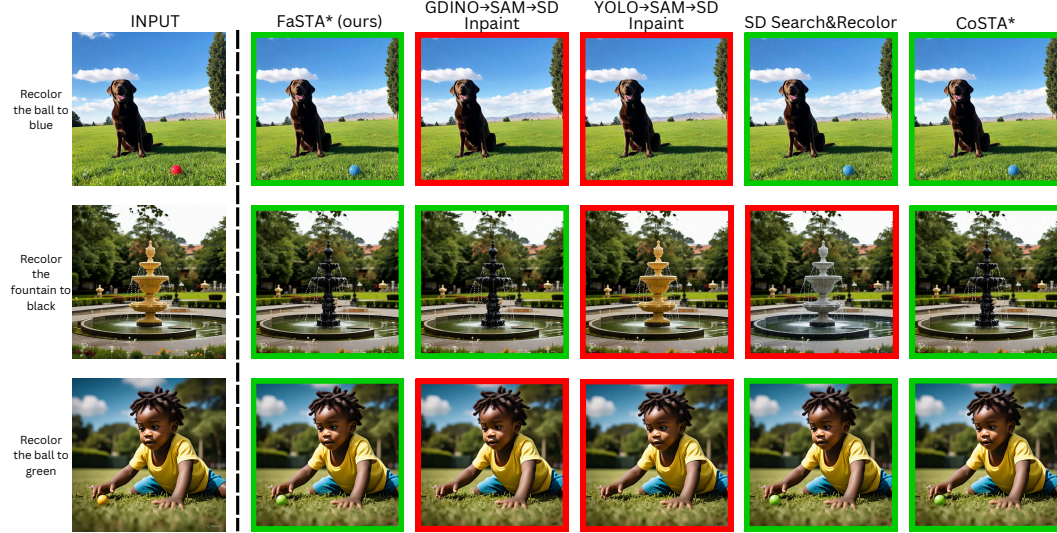 INPUT
FaSTA* (ours)
GDINO→SAM→SD
Inpaint
YOLO→SAM→SD
Inpaint
SD Search&Recolor
CoSTA*
Recolor
the ball to
blue
Recolor
the
fountain to
black
Recolor
the ball to
green